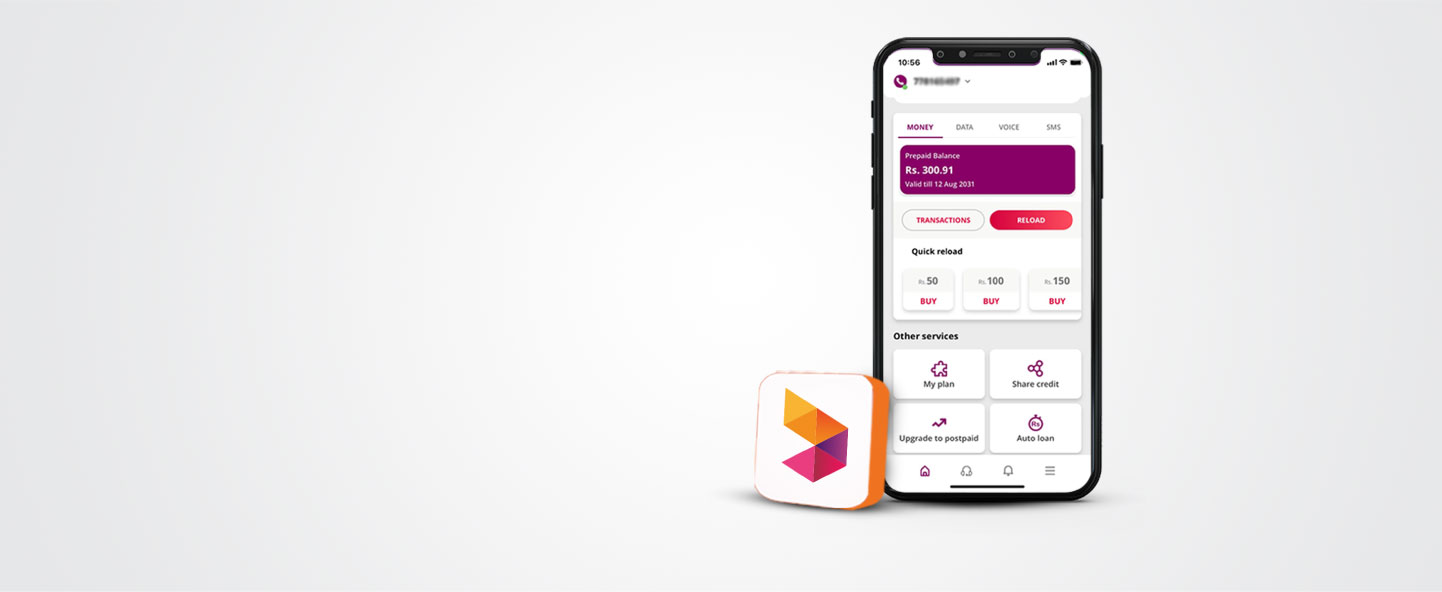 10:56
MONEY DATA VOICE SMS
Prepaid Balance
Rs. 300.91
Valid till 12 Aug 2031
TRANSACTIONS RELOAD
Quick reload
Rs. 50 Rs. 100 Rs. 150
BUY BUY BUY
Other services
My plan Share credit
Rs
Upgrade to postpaid Auto loan